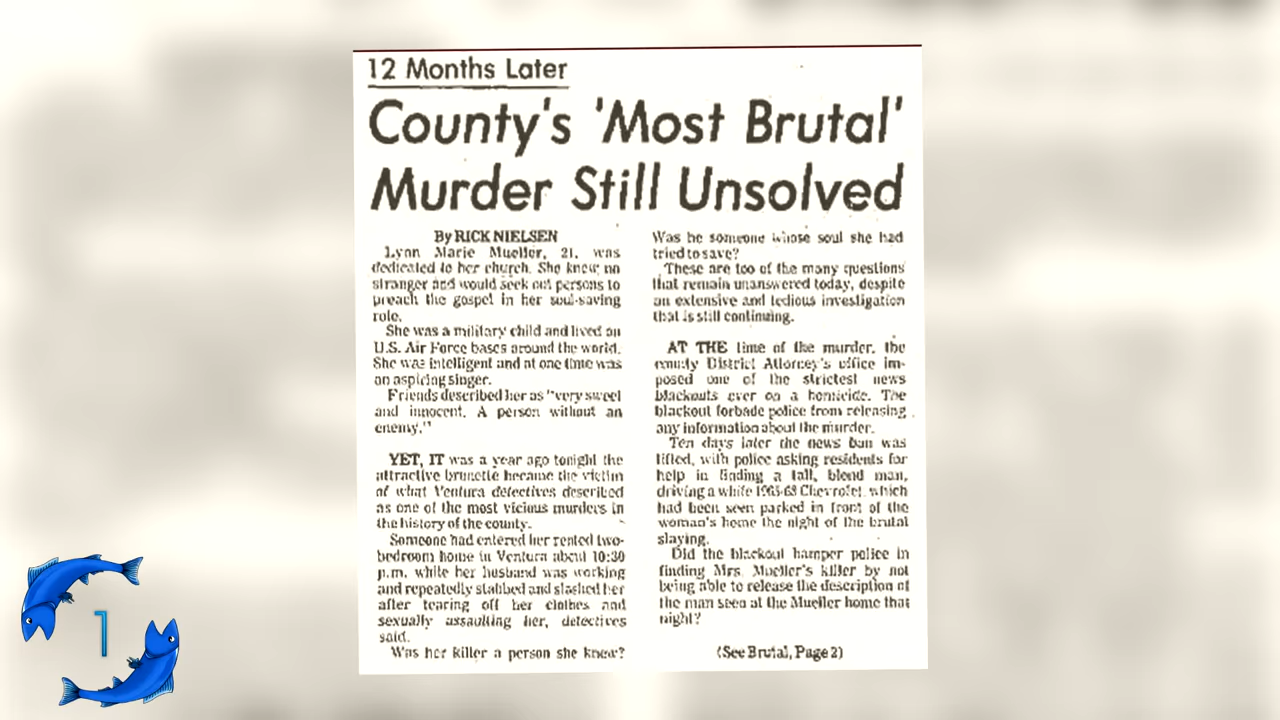 12 Months Later
County's 'Most Brutal'
Murder Still Unsolved
By RICK NIELSEN
Lynn Marie Mueller, 21, was
dedicated to her church. She knew no
stranger and would seek out persons to
preach the gospel in her soul-saving
role.
She was a military child and lived on
U.S. Air Force bases around the world.
She was intelligent and at one time was
an aspiring singer.
Friends described her as "very sweet
and innocent. A person without an
enemy."
YET, IT was a year ago tonight the
attractive brunette became the victim
of what Ventura detectives described
as one of the most vicious murders in
the history of the county.
Someone had entered her rented two-
bedroom home in Ventura about 10:30
p.m. while her husband was working
and repeatedly stabbed and slashed her
after tearing off her clothes and
sexually assaulting her, detectives
said.
Was her killer a person she knew?
Was he someone whose soul she had
tried to save?
These are too of the many questions
that remain unanswered today, despite
an extensive and tedious investigation
that is still continuing.
AT THE time of the murder, the
county District Attorney's office im-
posed one of the strictest news
blackouts ever on a homicide. The
blackout forbade police from releasing
any information about the murder.
Ten days later the news ban was
lifted, with police asking residents for
help in finding a tall, blond man,
driving a white 1965-68 Chevrolet, which
had been seen parked in front of the
woman's home the night of the brutal
slaying.
Did the blackout hamper police in
finding Mrs. Mueller's killer by not
being able to release the description of
the man seen at the Mueller home that
night?
(See Brutal, Page 2)
1